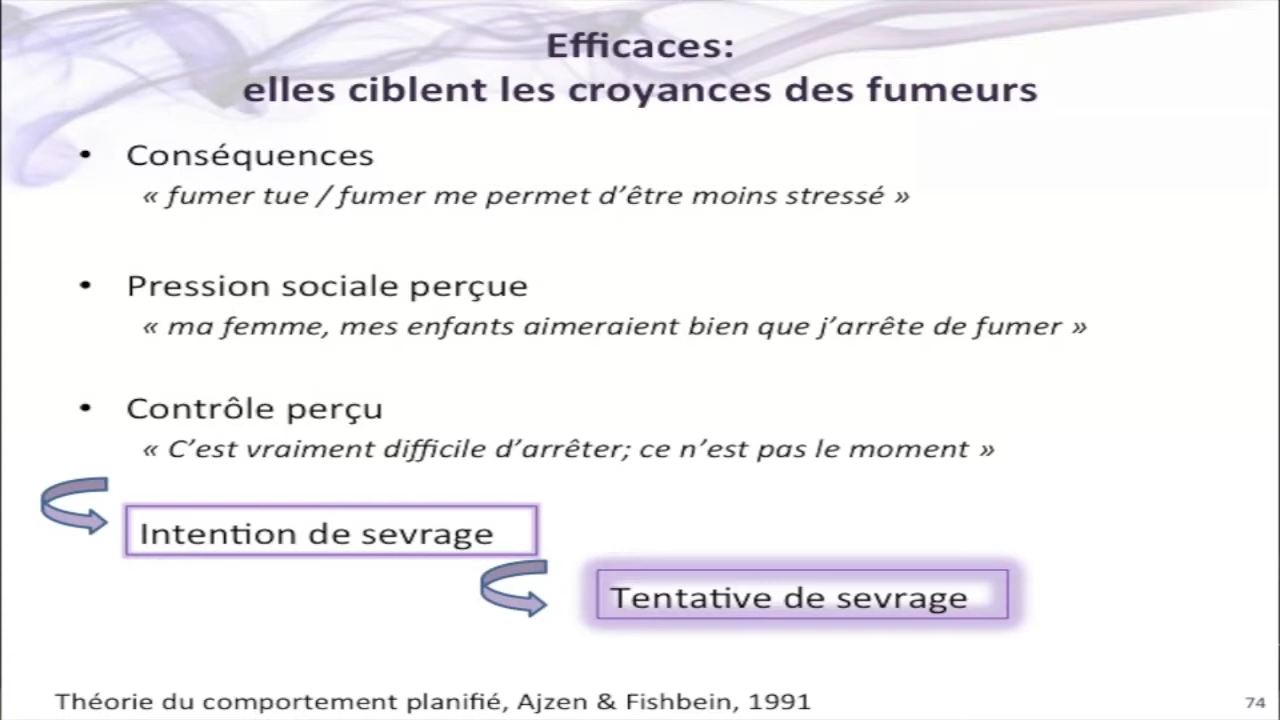 Efficaces:
elles ciblent les croyances des fumeurs
• Conséquences
« fumer tue / fumer me permet d’être moins stressé »
• Pression sociale perçue
« ma femme, mes enfants aimeraient bien que j’arrête de fumer »
• Contrôle perçu
« C’est vraiment difficile d’arrêter; ce n’est pas le moment »
Intention de sevrage
Tentative de sevrage
Théorie du comportement planifié, Ajzen & Fishbein, 1991
74